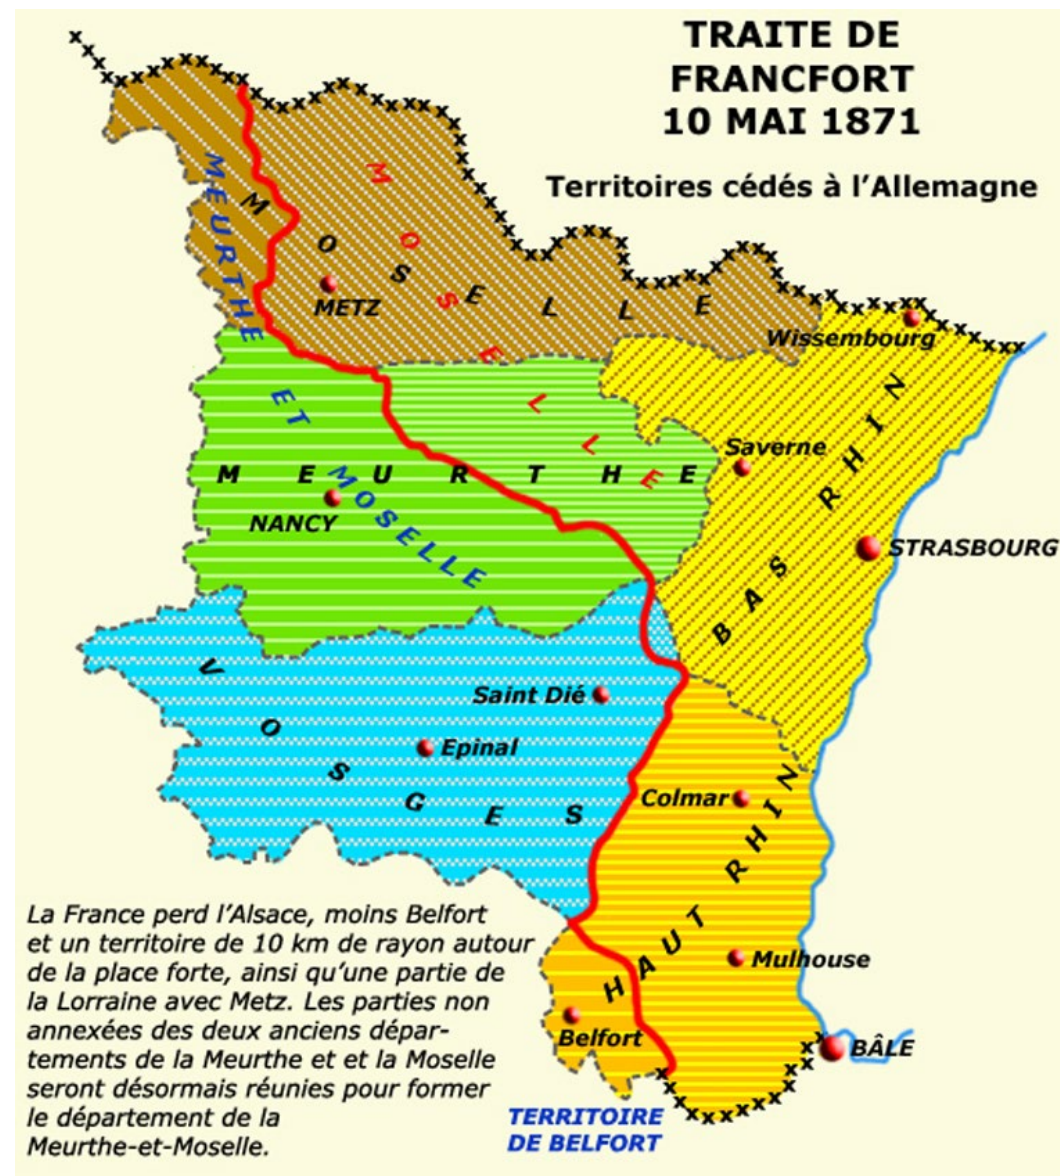 TRAITE DE
FRANCFORT
10 MAI 1871
Territoires cédés à l'Allemagne
MEURTHE
ET
MOSELLE
MOSELLE
MOSELLE
METZ
Wissembourg
BAS RHIN
Saverne
MEURTHE
NANCY
STRASBOURG
VOSGES
Saint Dié
Epinal
Colmar
HAUT RHIN
Mulhouse
Belfort
BÂLE
TERRITOIRE
DE BELFORT
La France perd l'Alsace, moins Belfort
et un territoire de 10 km de rayon autour
de la place forte, ainsi qu'une partie de
la Lorraine avec Metz. Les parties non
annexées des deux anciens dépar-
tements de la Meurthe et et la Moselle
seront désormais réunies pour former
le département de la
Meurthe-et-Moselle.